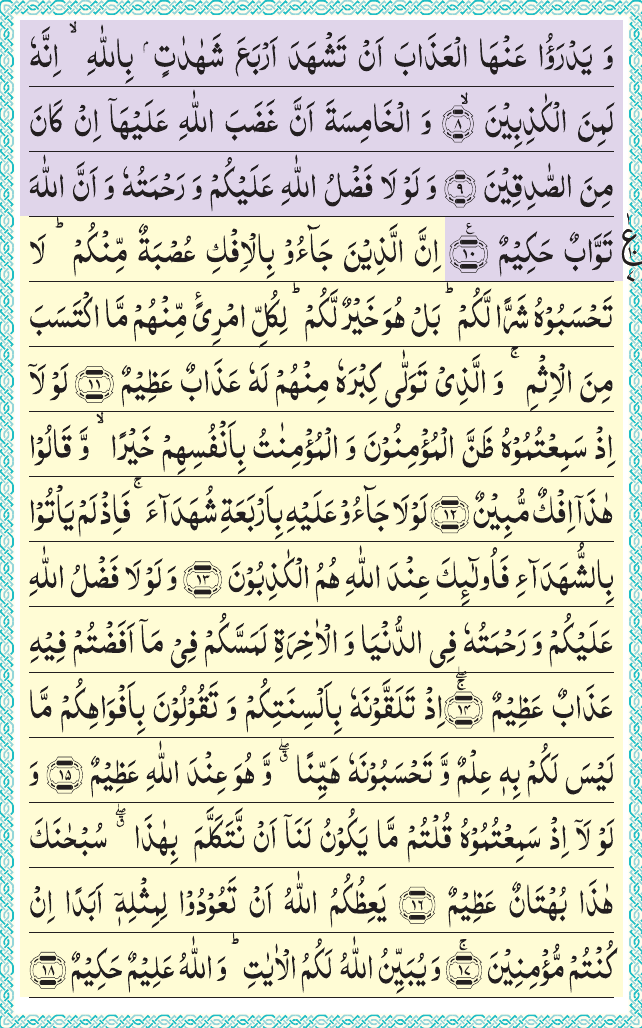 وَ يَدْرَؤُا عَنْهَا الْعَذَابَ اَنْ تَشْهَدَ اَرْبَعَ شَهٰدٰتٍۭ بِاللّٰهِ ۙ اِنَّهٗ
لَمِنَ الْكٰذِبِيْنَ ۙ﴿۸﴾ وَ الْخَامِسَةَ اَنَّ غَضَبَ اللّٰهِ عَلَيْهَاۤ اِنْ كَانَ
مِنَ الصّٰدِقِيْنَ ﴿۹﴾ وَ لَوْ لَا فَضْلُ اللّٰهِ عَلَيْكُمْ وَ رَحْمَتُهٗ وَ اَنَّ اللّٰهَ
تَوَّابٌ حَكِيْمٌ ﴿۱۰﴾ اِنَّ الَّذِيْنَ جَآءُوْ بِالْاِفْكِ عُصْبَةٌ مِّنْكُمْ ؕ لَا
تَحْسَبُوْهُ شَرًّا لَّكُمْ ؕ بَلْ هُوَ خَيْرٌ لَّكُمْ ؕ لِكُلِّ امْرِئٍ مِّنْهُمْ مَّا اكْتَسَبَ
مِنَ الْاِثْمِ ۚ وَ الَّذِيْ تَوَلّٰى كِبْرَهٗ مِنْهُمْ لَهٗ عَذَابٌ عَظِيْمٌ ﴿۱۱﴾ لَوْ لَاۤ
اِذْ سَمِعْتُمُوْهُ ظَنَّ الْمُؤْمِنُوْنَ وَ الْمُؤْمِنٰتُ بِاَنْفُسِهِمْ خَيْرًا ۙ وَّ قَالُوْا
هٰذَاۤ اِفْكٌ مُّبِيْنٌ ﴿۱۲﴾ لَوْ لَا جَآءُوْ عَلَيْهِ بِاَرْبَعَةِ شُهَدَآءَ ۚ فَاِذْ لَمْ يَاْتُوْا
بِالشُّهَدَآءِ فَاُولٰٓئِكَ عِنْدَ اللّٰهِ هُمُ الْكٰذِبُوْنَ ﴿۱۳﴾ وَ لَوْ لَا فَضْلُ اللّٰهِ
عَلَيْكُمْ وَ رَحْمَتُهٗ فِي الدُّنْيَا وَ الْاٰخِرَةِ لَمَسَّكُمْ فِيْ مَاۤ اَفَضْتُمْ فِيْهِ
عَذَابٌ عَظِيْمٌ ۚۖ﴿۱۴﴾ اِذْ تَلَقَّوْنَهٗ بِاَلْسِنَتِكُمْ وَ تَقُوْلُوْنَ بِاَفْوَاهِكُمْ مَّا
لَيْسَ لَكُمْ بِهٖ عِلْمٌ وَّ تَحْسَبُوْنَهٗ هَيِّنًا ۖۗ وَّ هُوَ عِنْدَ اللّٰهِ عَظِيْمٌ ﴿۱۵﴾ وَ
لَوْ لَاۤ اِذْ سَمِعْتُمُوْهُ قُلْتُمْ مَّا يَكُوْنُ لَنَاۤ اَنْ نَّتَكَلَّمَ بِهٰذَا ۖۗ سُبْحٰنَكَ
هٰذَا بُهْتَانٌ عَظِيْمٌ ﴿۱۶﴾ يَعِظُكُمُ اللّٰهُ اَنْ تَعُوْدُوْا لِمِثْلِهٖۤ اَبَدًا اِنْ
كُنْتُمْ مُّؤْمِنِيْنَ ۚ﴿۱۷﴾ وَ يُبَيِّنُ اللّٰهُ لَكُمُ الْاٰيٰتِ ؕ وَ اللّٰهُ عَلِيْمٌ حَكِيْمٌ ﴿۱۸﴾